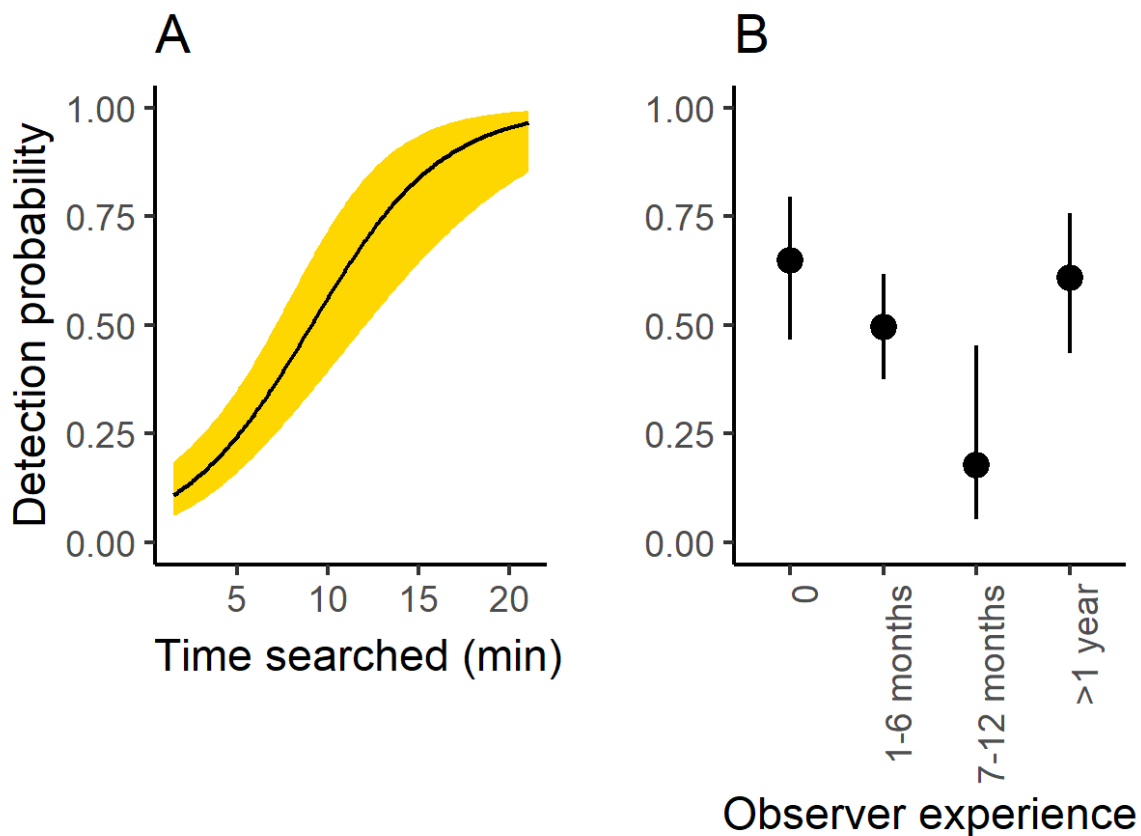 A
Detection probability
1.00
0.75
0.50
0.25
0.00
5 10 15 20
Time searched (min)
B
1.00
0.75
0.50
0.25
0.00
0
1-6 months
7-12 months
>1 year
Observer experience